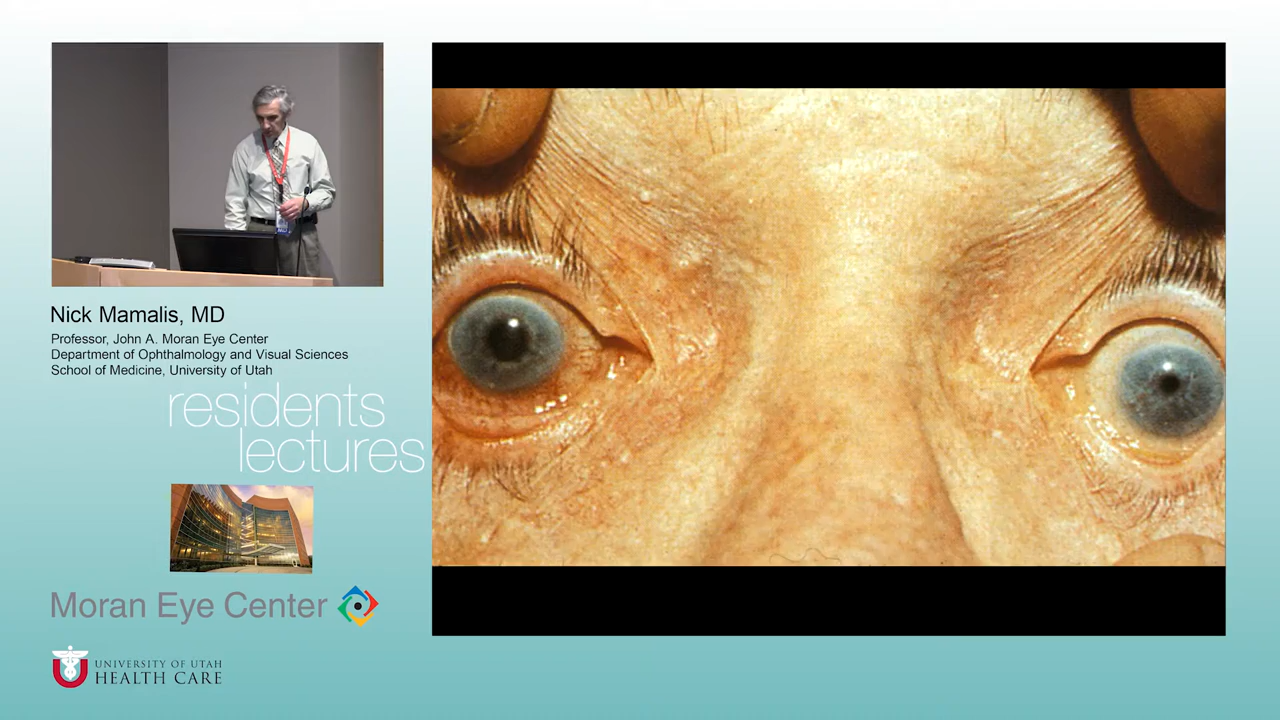 Nick Mamalis, MD
Professor, John A. Moran Eye Center
Department of Ophthalmology and Visual Sciences
School of Medicine, University of Utah
residents
lectures
Moran Eye Center
UNIVERSITY OF UTAH
HEALTH CARE